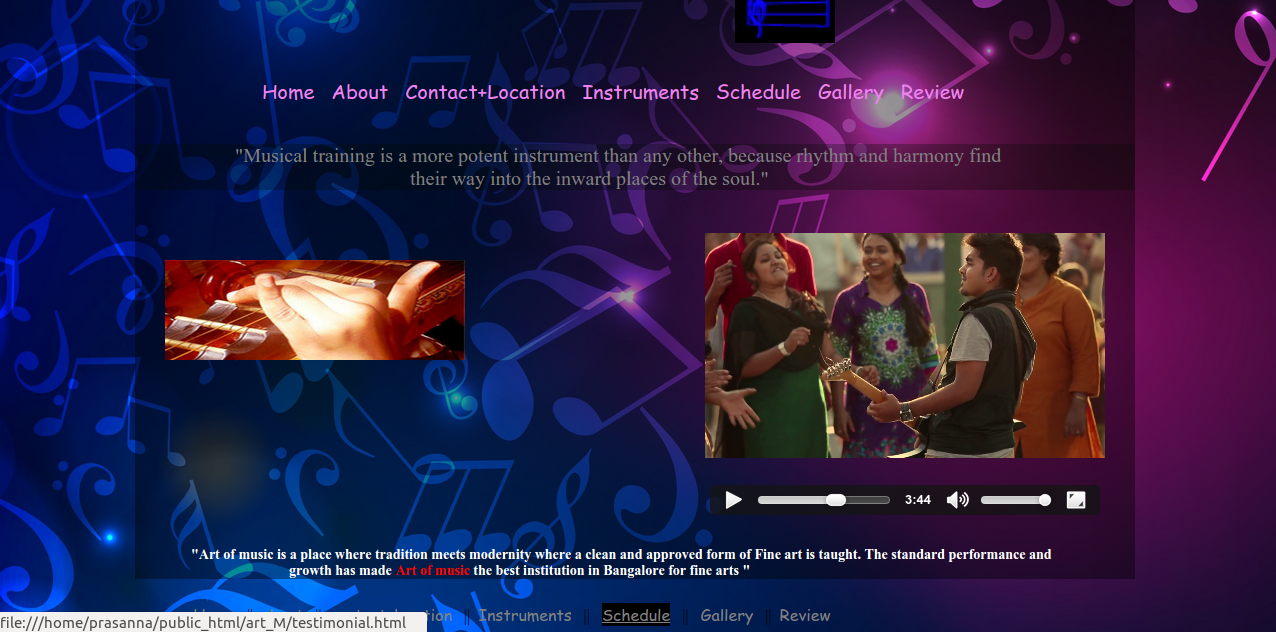 Home About Contact+Location Instruments Schedule Gallery Review
"Musical training is a more potent instrument than any other, because rhythm and harmony find
their way into the inward places of the soul."
3:44
"Art of music is a place where tradition meets modernity where a clean and approved form of Fine art is taught. The standard performance and
growth has made Art of music the best institution in Bangalore for fine arts "
|| Instruments || Schedule || Gallery || Review
file:///home/prasanna/public_html/art_M/testimonial.html